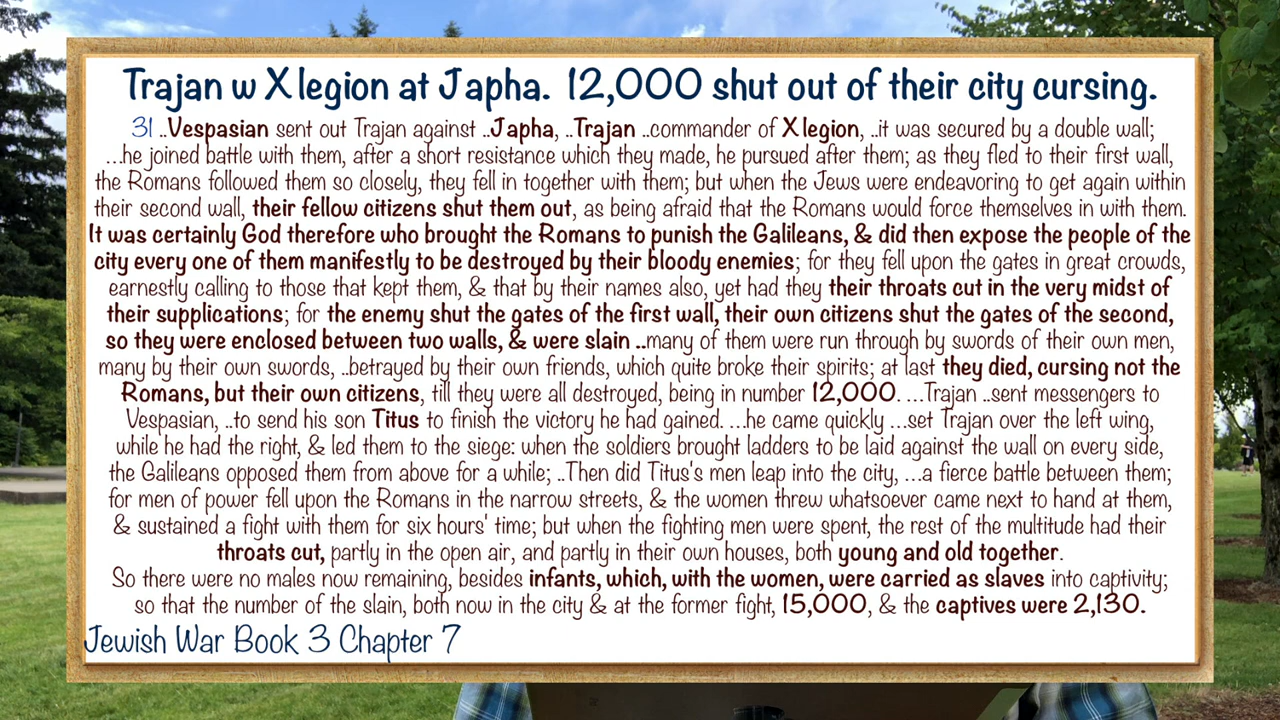 Trajan w X legion at Japha. 12,000 shut out of their city cursing.
31 ..Vespasian sent out Trajan against ..Japha, ..Trajan ..commander of X legion, ..it was secured by a double wall;
...he joined battle with them, after a short resistance which they made, he pursued after them; as they fled to their first wall,
the Romans followed them so closely, they fell in together with them; but when the Jews were endeavoring to get again within
their second wall, their fellow citizens shut them out, as being afraid that the Romans would force themselves in with them.
It was certainly God therefore who brought the Romans to punish the Galileans, & did then expose the people of the
city every one of them manifestly to be destroyed by their bloody enemies; for they fell upon the gates in great crowds,
earnestly calling to those that kept them, & that by their names also, yet had they their throats cut in the very midst of
their supplications; for the enemy shut the gates of the first wall, their own citizens shut the gates of the second,
so they were enclosed between two walls, & were slain ..many of them were run through by swords of their own men,
many by their own swords, ..betrayed by their own friends, which quite broke their spirits; at last they died, cursing not the
Romans, but their own citizens, till they were all destroyed, being in number 12,000. ...Trajan ..sent messengers to
Vespasian, ..to send his son Titus to finish the victory he had gained. ...he came quickly ...set Trajan over the left wing,
while he had the right, & led them to the siege: when the soldiers brought ladders to be laid against the wall on every side,
the Galileans opposed them from above for a while; ..Then did Titus's men leap into the city, ...a fierce battle between them;
for men of power fell upon the Romans in the narrow streets, & the women threw whatsoever came next to hand at them,
& sustained a fight with them for six hours' time; but when the fighting men were spent, the rest of the multitude had their
throats cut, partly in the open air, and partly in their own houses, both young and old together.
So there were no males now remaining, besides infants, which, with the women, were carried as slaves into captivity;
so that the number of the slain, both now in the city & at the former fight, 15,000, & the captives were 2,130.
Jewish War Book 3 Chapter 7